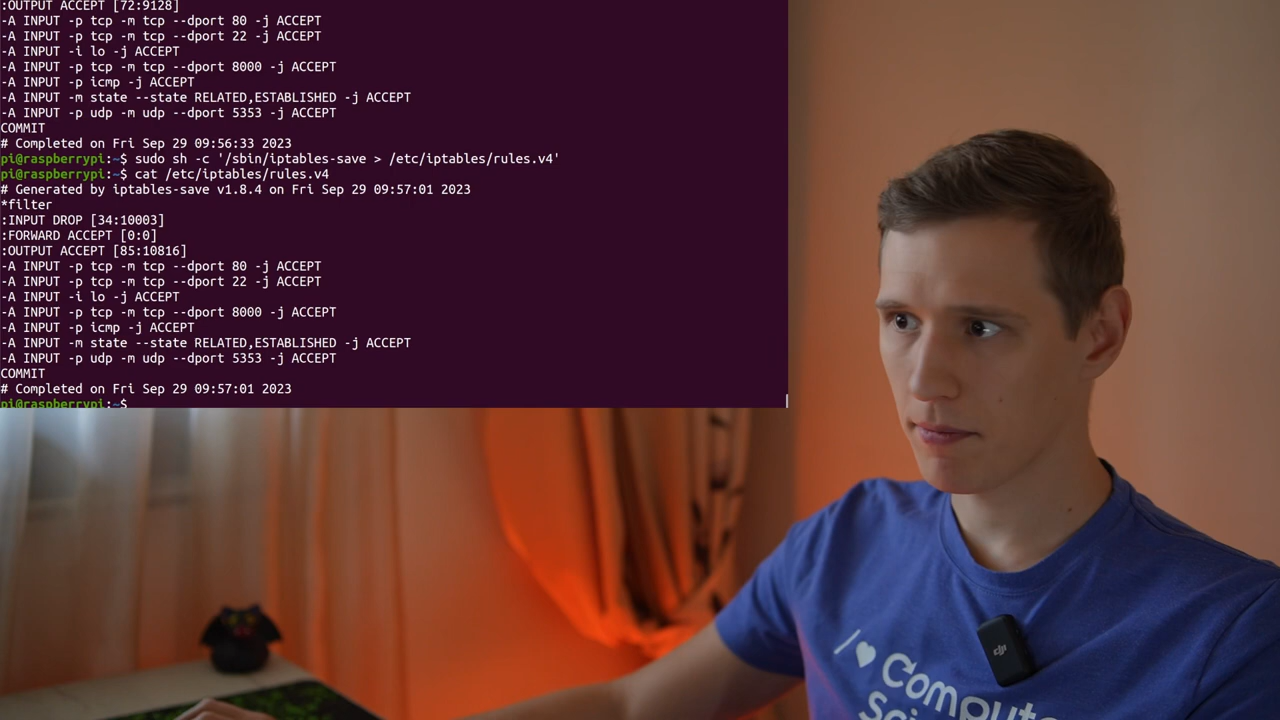 :OUTPUT ACCEPT [72:9128]
-A INPUT -p tcp -m tcp --dport 80 -j ACCEPT
-A INPUT -p tcp -m tcp --dport 22 -j ACCEPT
-A INPUT -i lo -j ACCEPT
-A INPUT -p tcp -m tcp --dport 8000 -j ACCEPT
-A INPUT -p icmp -j ACCEPT
-A INPUT -m state --state RELATED,ESTABLISHED -j ACCEPT
-A INPUT -p udp -m udp --dport 5353 -j ACCEPT
COMMIT
# Completed on Fri Sep 29 09:56:33 2023
pi@raspberrypi:~$ sudo sh -c '/sbin/iptables-save > /etc/iptables/rules.v4'
pi@raspberrypi:~$ cat /etc/iptables/rules.v4
# Generated by iptables-save v1.8.4 on Fri Sep 29 09:57:01 2023
*filter
:INPUT DROP [34:10003]
:FORWARD ACCEPT [0:0]
:OUTPUT ACCEPT [85:10816]
-A INPUT -p tcp -m tcp --dport 80 -j ACCEPT
-A INPUT -p tcp -m tcp --dport 22 -j ACCEPT
-A INPUT -i lo -j ACCEPT
-A INPUT -p tcp -m tcp --dport 8000 -j ACCEPT
-A INPUT -p icmp -j ACCEPT
-A INPUT -m state --state RELATED,ESTABLISHED -j ACCEPT
-A INPUT -p udp -m udp --dport 5353 -j ACCEPT
COMMIT
# Completed on Fri Sep 29 09:57:01 2023
pi@raspberrypi:~$
I ♥ Compute
Sci
dji